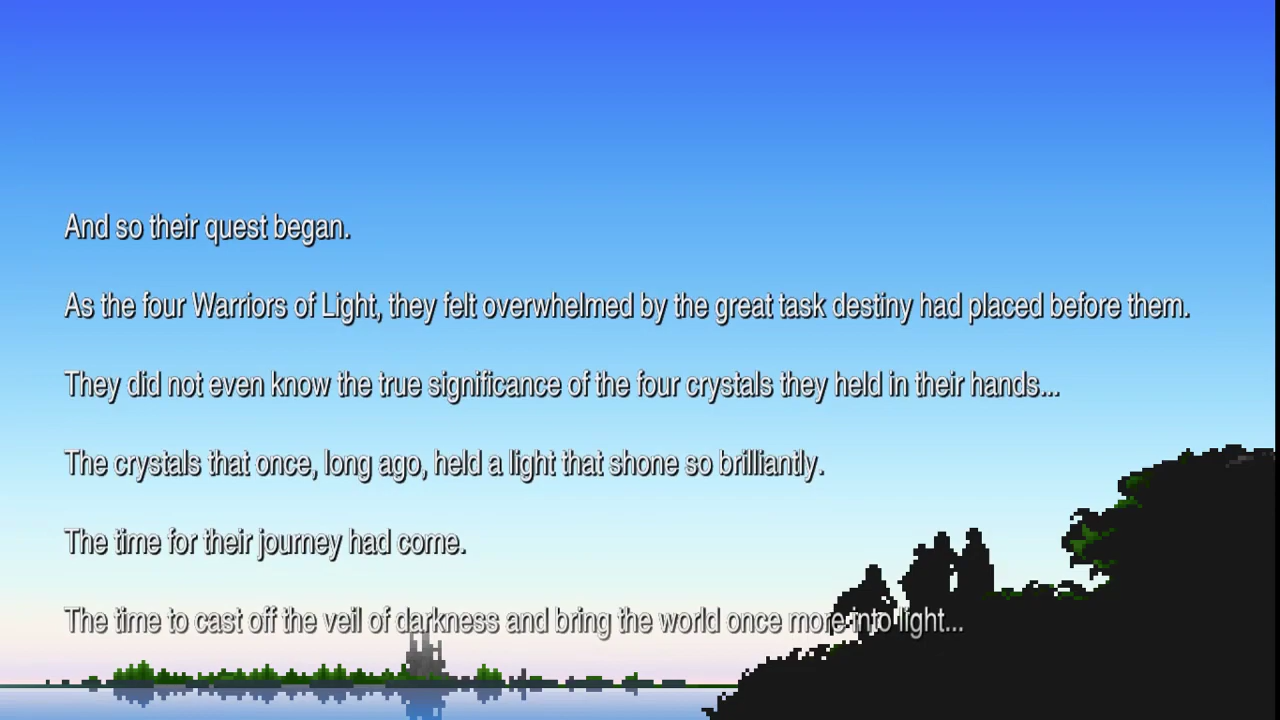 And so their quest began.
As the four Warriors of Light, they felt overwhelmed by the great task destiny had placed before them.
They did not even know the true significance of the four crystals they held in their hands...
The crystals that once, long ago, held a light that shone so brilliantly.
The time for their journey had come.
The time to cast off the veil of darkness and bring the world once more into light...